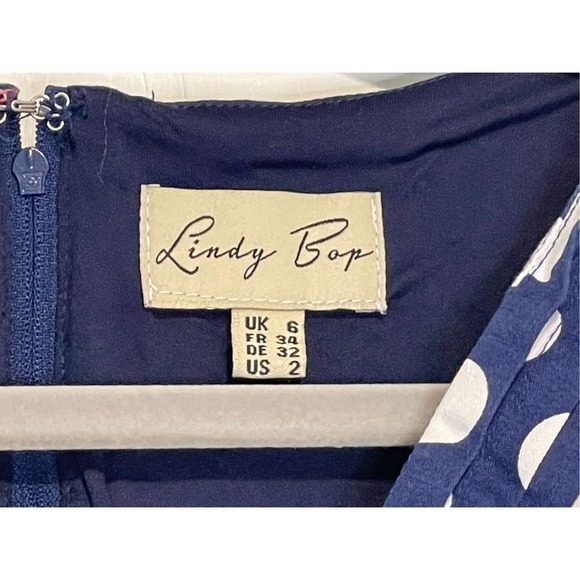 Lindy Bop
UK 6
FR 34
DE 32
US 2